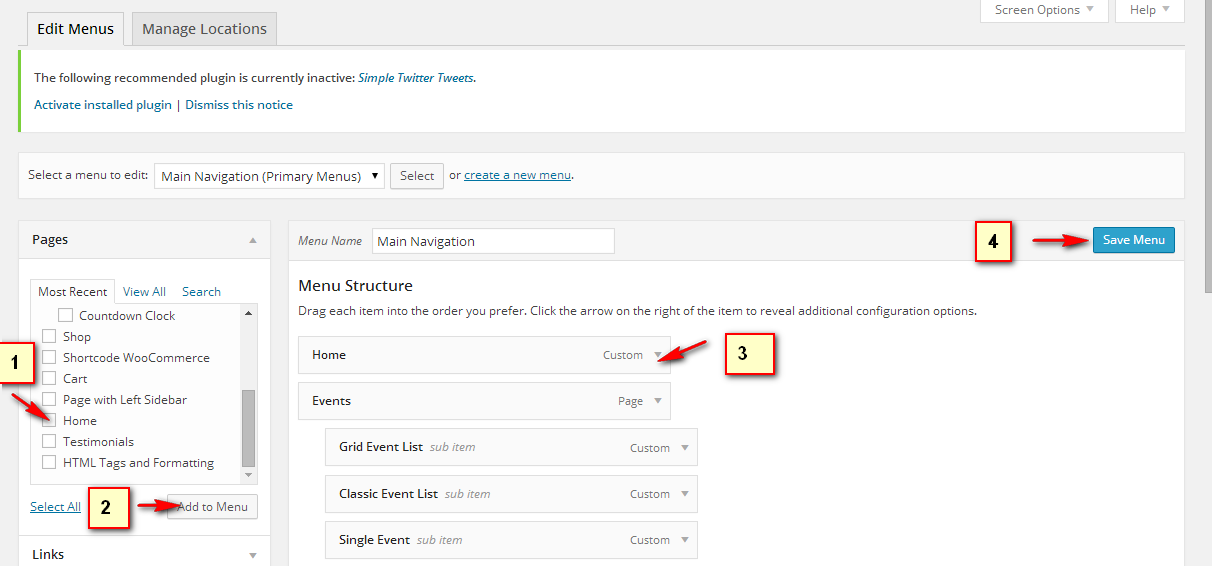 Edit Menus Manage Locations Screen Options Help
The following recommended plugin is currently inactive: Simple Twitter Tweets.
Activate installed plugin | Dismiss this notice
Select a menu to edit: Main Navigation (Primary Menus) Select or create a new menu.
Pages
Most Recent View All Search
Countdown Clock
Shop
Shortcode WooCommerce
Cart
Page with Left Sidebar
Home
Testimonials
HTML Tags and Formatting
1
Select All 2 Add to Menu
Links
Menu Name Main Navigation 4 Save Menu
Menu Structure
Drag each item into the order you prefer. Click the arrow on the right of the item to reveal additional configuration options.
Home Custom 3
Events Page
Grid Event List sub item Custom
Classic Event List sub item Custom
Single Event sub item Custom